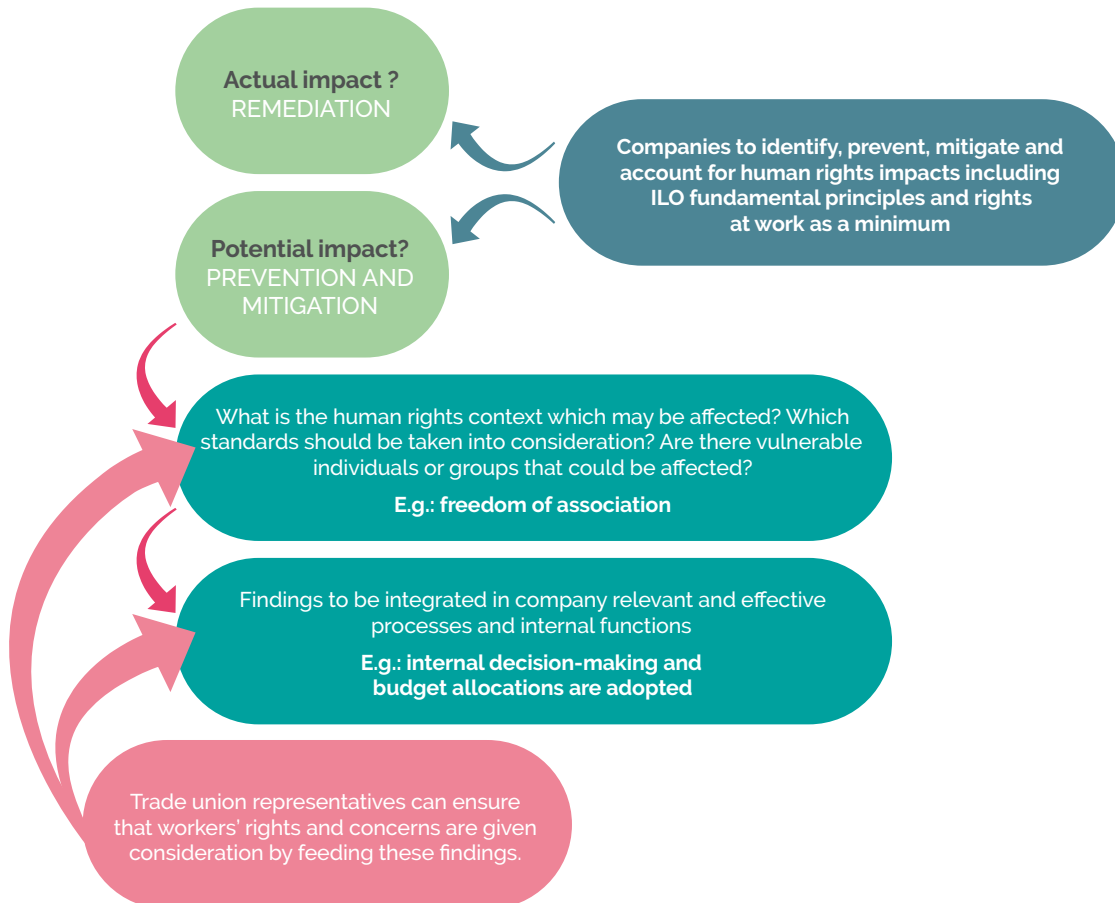 Actual impact ?
REMEDIATION
Companies to identify, prevent, mitigate and
account for human rights impacts including
ILO fundamental principles and rights
at work as a minimum
Potential impact?
PREVENTION AND
MITIGATION
What is the human rights context which may be affected? Which
standards should be taken into consideration? Are there vulnerable
individuals or groups that could be affected?
E.g.: freedom of association
Findings to be integrated in company relevant and effective
processes and internal functions
E.g.: internal decision-making and
budget allocations are adopted
Trade union representatives can ensure
that workers’ rights and concerns are given
consideration by feeding these findings.